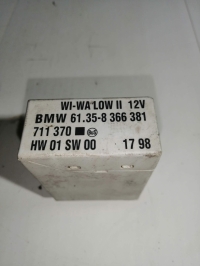 WI-WA LOW II 12V
BMW 61.35-8 366 381
711 370
HW 01 SW 00 17 98